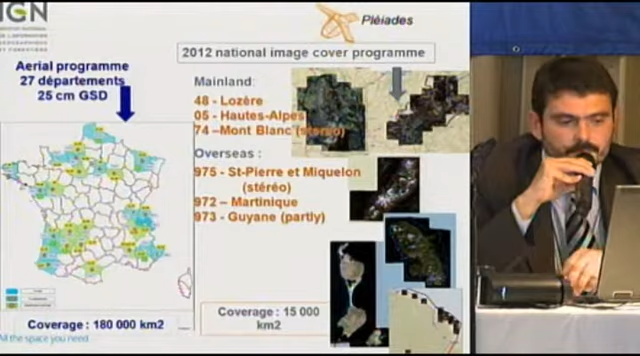 IGN
Pléiades
2012 national image cover programme
Aerial programme
27 départements
25 cm GSD
Mainland:
48 - Lozère
05 - Hautes-Alpes
74 –Mont Blanc (stereo)
Overseas :
975 - St-Pierre et Miquelon
(stéréo)
972 – Martinique
973 - Guyane (partly)
Coverage : 180 000 km2
Coverage : 15 000
km2
All the space you need